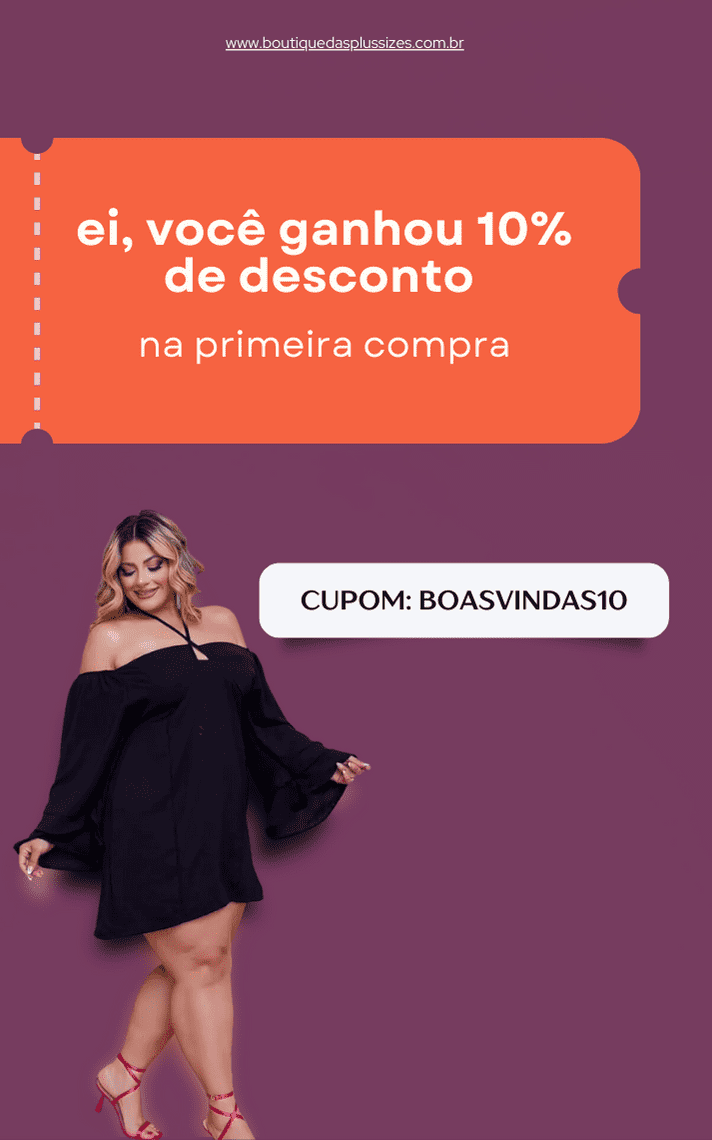 www.boutiquedasplussizes.com.br
ei, você ganhou 10%
de desconto
na primeira compra
CUPOM: BOASVINDAS10